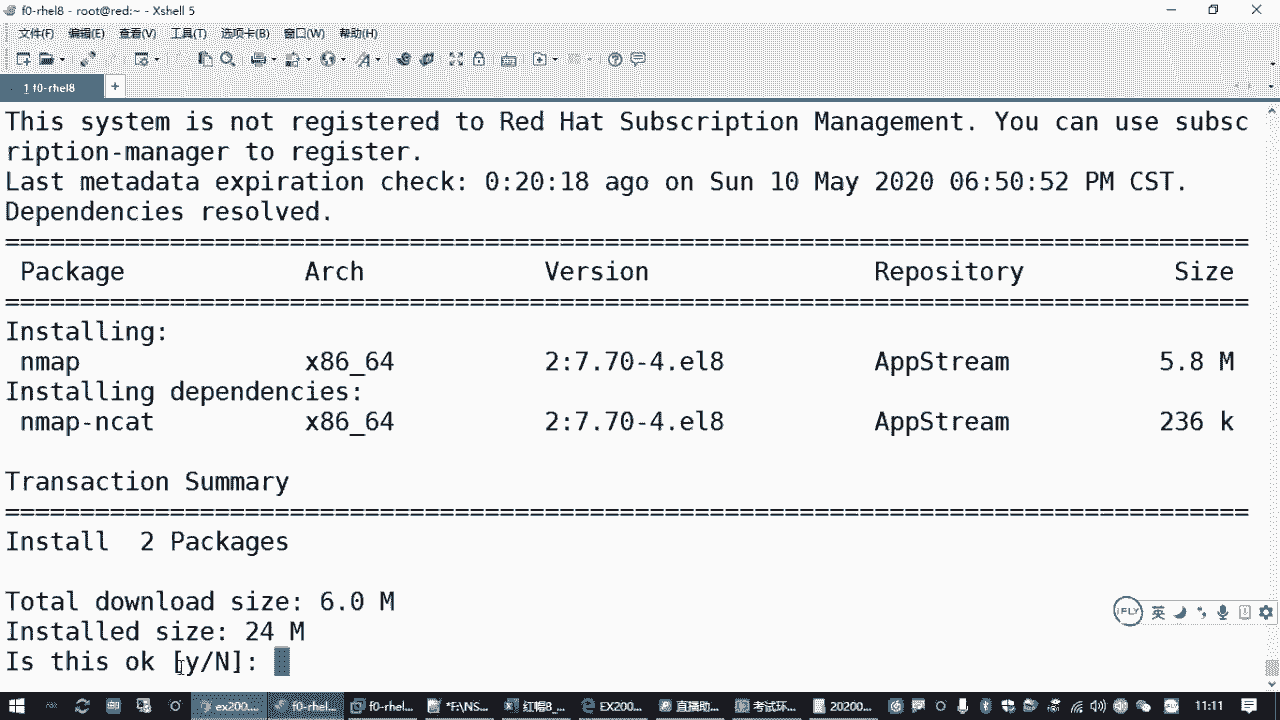 f0-rhel8 - root@red:~ - Xshell 5
文件(F) 编辑(E) 查看(V) 工具(T) 选项卡(B) 窗口(W) 帮助(H)
1 f0-rhel8 +
This system is not registered to Red Hat Subscription Management. You can use subsc
ription-manager to register.
Last metadata expiration check: 0:20:18 ago on Sun 10 May 2020 06:50:52 PM CST.
Dependencies resolved.
===================================================================================
Package Arch Version Repository Size
===================================================================================
Installing:
nmap x86_64 2:7.70-4.el8 AppStream 5.8 M
Installing dependencies:
nmap-ncat x86_64 2:7.70-4.el8 AppStream 236 k
Transaction Summary
===================================================================================
Install 2 Packages
Total download size: 6.0 M
Installed size: 24 M
Is this ok [y/N]:
iFLY 英
ex200.... f0-rhel... f0-rhel... *F:\NS... 红帽8_... EX200... 直播助... 考试环... 20200... 11:11